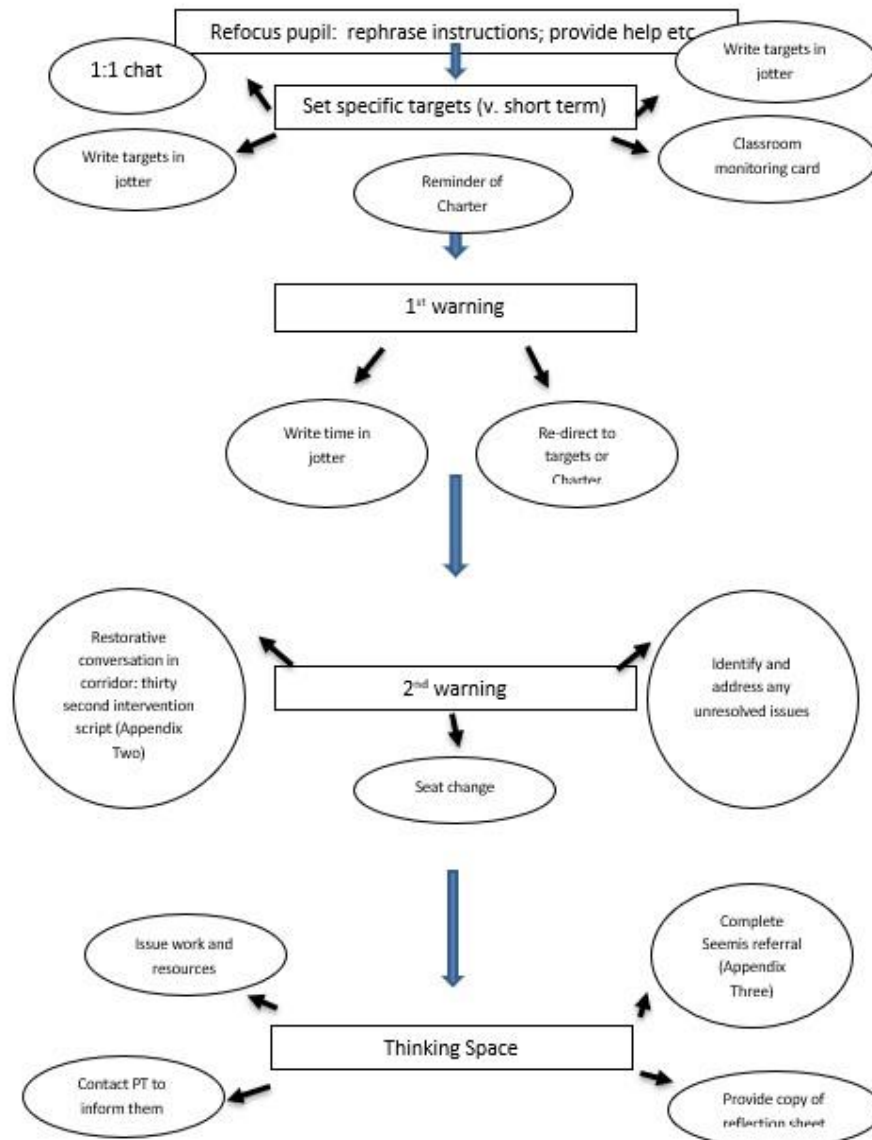 Refocus pupil: rephrase instructions; provide help etc
1:1 chat
Write targets in
jotter
Set specific targets (v. short term)
Write targets in
jotter
Classroom
monitoring card
Reminder of
Charter
1st warning
Write time in
jotter
Re-direct to
targets or
Charter
Restorative
conversation in
corridor: thirty
second intervention
script (Appendix
Two)
2nd warning
Identify and
address any
unresolved issues
Seat change
Issue work and
resources
Complete
Seemis referral
(Appendix
Three)
Thinking Space
Contact PT to
inform them
Provide copy of
reflection sheet